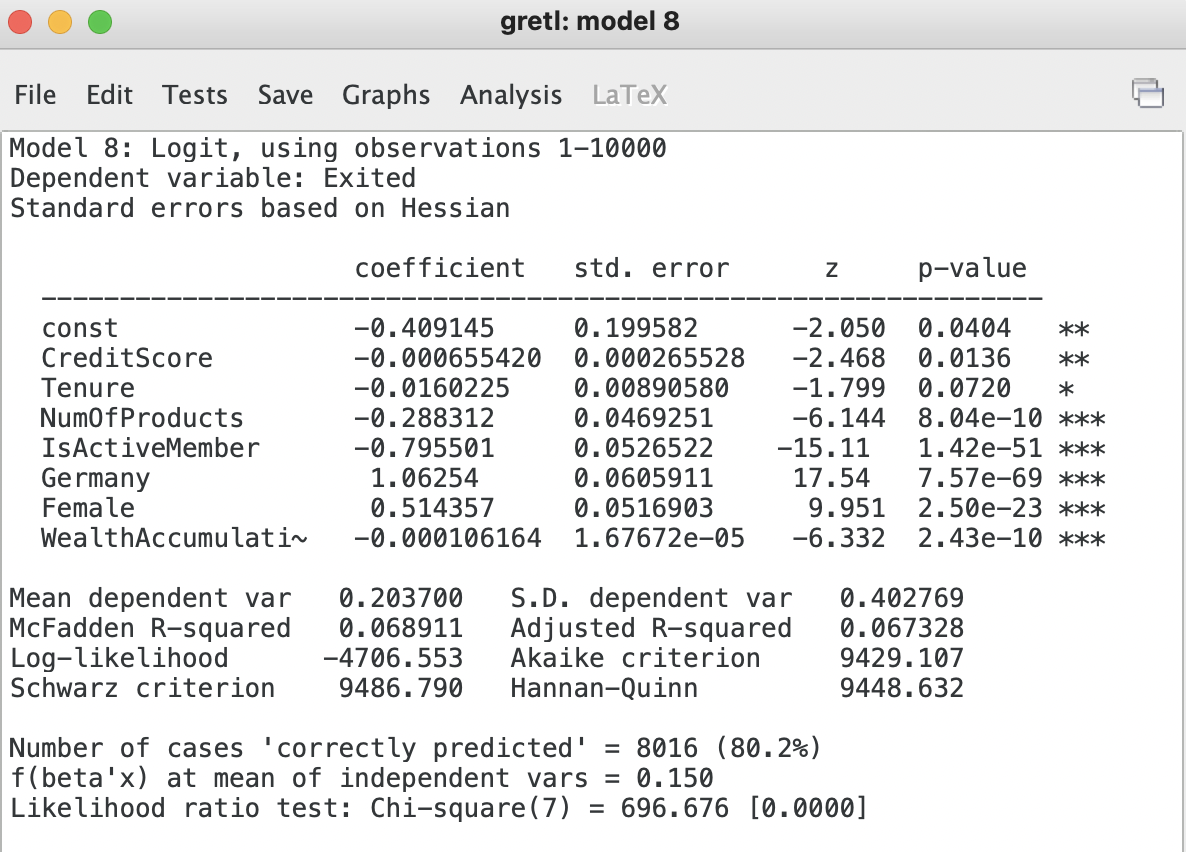 gretl: model 8
File Edit Tests Save Graphs Analysis LaTeX
Model 8: Logit, using observations 1-10000
Dependent variable: Exited
Standard errors based on Hessian
coefficient std. error z p-value
---------------------------------------------------------------
const -0.409145 0.199582 -2.050 0.0404 **
CreditScore -0.000655420 0.000265528 -2.468 0.0136 **
Tenure -0.0160225 0.00890580 -1.799 0.0720 *
NumOfProducts -0.288312 0.0469251 -6.144 8.04e-10 ***
IsActiveMember -0.795501 0.0526522 -15.11 1.42e-51 ***
Germany 1.06254 0.0605911 17.54 7.57e-69 ***
Female 0.514357 0.0516903 9.951 2.50e-23 ***
WealthAccumulati~ -0.000106164 1.67672e-05 -6.332 2.43e-10 ***
Mean dependent var 0.203700 S.D. dependent var 0.402769
McFadden R-squared 0.068911 Adjusted R-squared 0.067328
Log-likelihood -4706.553 Akaike criterion 9429.107
Schwarz criterion 9486.790 Hannan-Quinn 9448.632
Number of cases 'correctly predicted' = 8016 (80.2%)
f(beta'x) at mean of independent vars = 0.150
Likelihood ratio test: Chi-square(7) = 696.676 [0.0000]